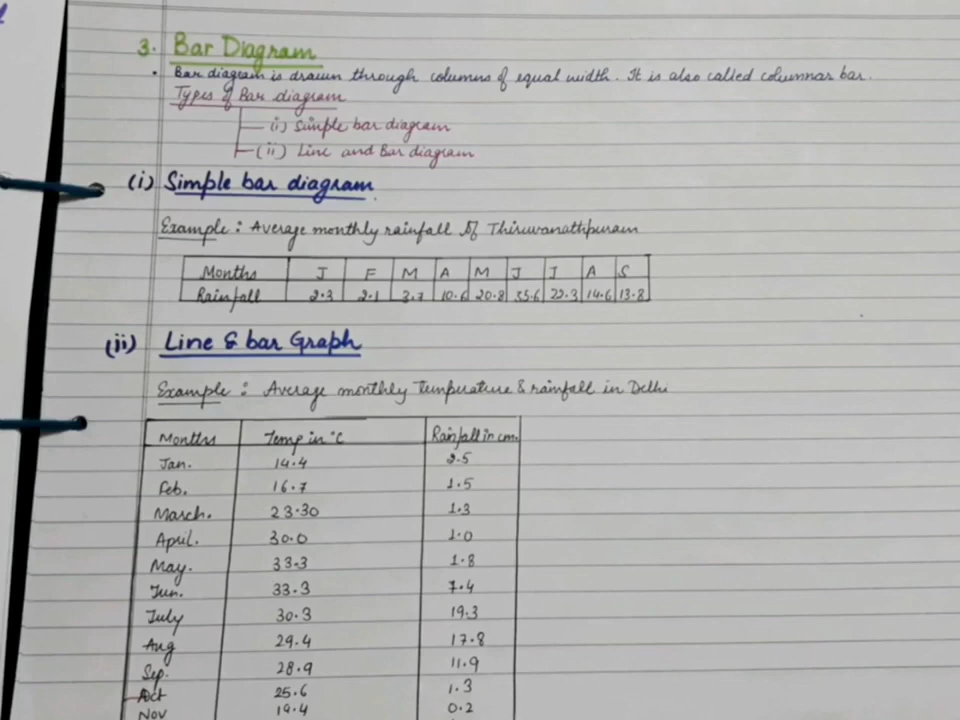 3. Bar Diagram
• Bar diagram is drawn through columns of equal width. It is also called columnar bar.
Types of Bar diagram
(i) Simple bar diagram
(ii) Line and Bar diagram
(i) Simple bar diagram.
Example: Average monthly rainfall of Thiruvanathpuram
Months J F M A M J J A S
Rainfall 2.3 2.1 3.7 10.6 20.8 35.6 22.3 14.6 13.8
(ii) Line & bar Graph
Example: Average monthly Temperature & rainfall in Delhi
Months Temp in °C Rainfall in cm.
Jan. 14.4 2.5
Feb. 16.7 1.5
March. 23.30 1.3
April. 30.0 1.0
May. 33.3 1.8
Jun. 33.3 7.4
July 30.3 19.3
Aug 29.4 17.8
Sep. 28.9 11.9
Oct 25.6 1.3
Nov 19.4 0.2